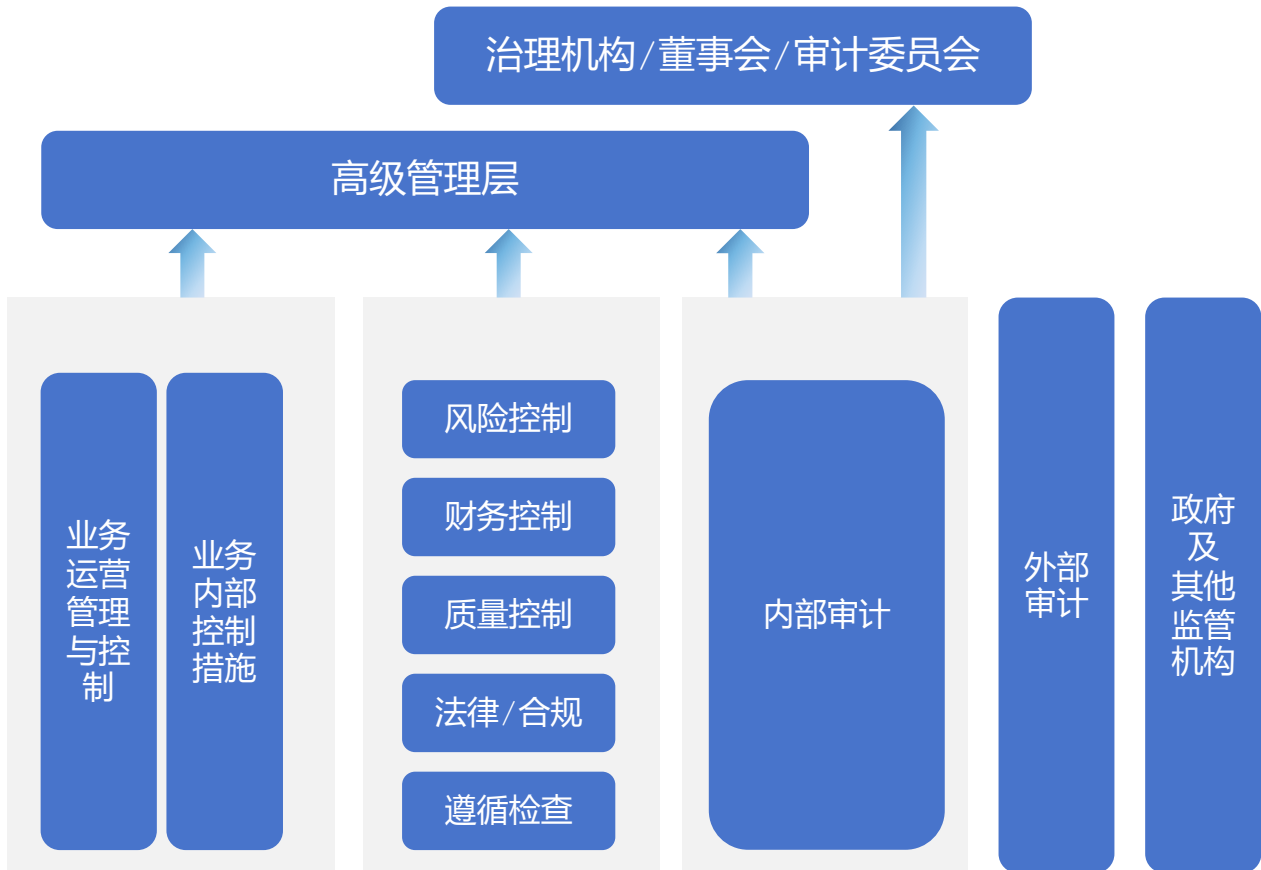 治理机构/董事会/审计委员会
高级管理层
业务
运营
管理
与控
制
业务
内部
控制
措施
风险控制
财务控制
质量控制
法律/合规
遵循检查
内部审计
外部
审计
政府
及
其他
监管
机构